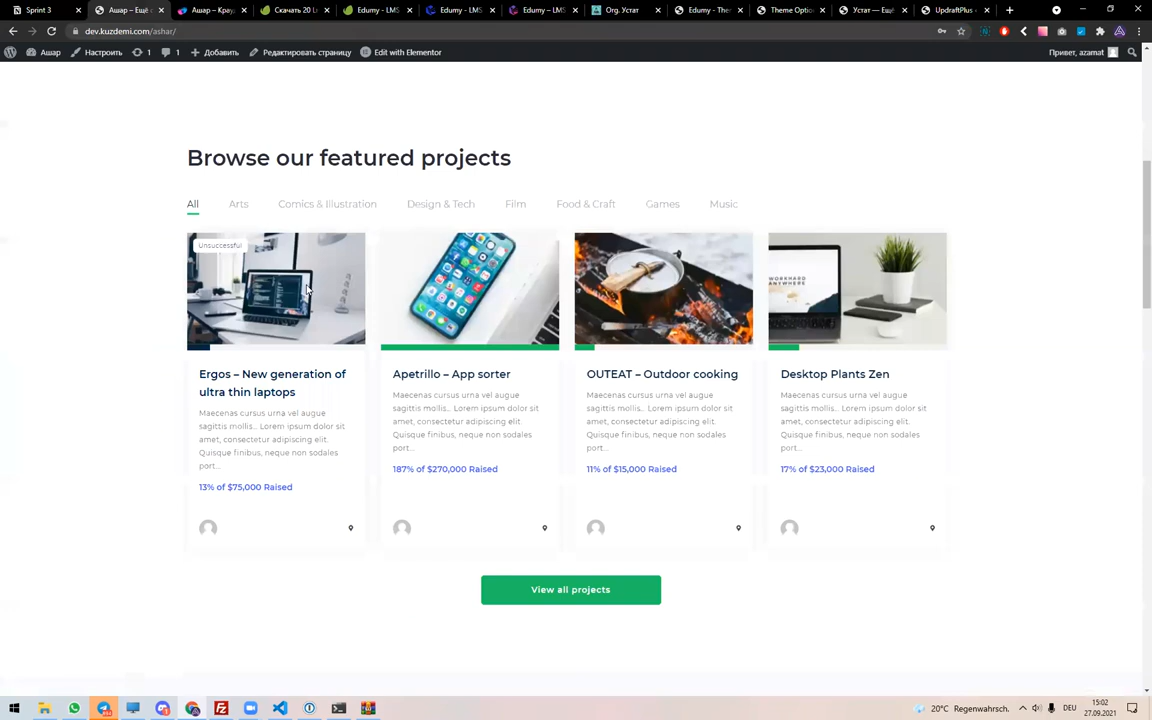 Sprint 3
Ашар – Ещё
Ашар – Крау
Скачать 20 L
Edumy - LMS
Edumy - LMS
Edumy – LMS
Org. Устат
Edumy - The
Theme Optio
Устат — Ещё
UpdraftPlus
dev.kuzdemi.com/ashar/
Ашар
Настроить
1
1
Добавить
Редактировать страницу
Edit with Elementor
Привет, azamat
Browse our featured projects
All
Arts
Comics & Illustration
Design & Tech
Film
Food & Craft
Games
Music
Unsuccessful
WORKHARD
ANYWHERE
Ergos – New generation of
ultra thin laptops
Maecenas cursus urna vel augue
sagittis mollis... Lorem ipsum dolor sit
amet, consectetur adipiscing elit.
Quisque finibus, neque non sodales
port...
13% of $75,000 Raised
Apetrillo – App sorter
Maecenas cursus urna vel augue
sagittis mollis... Lorem ipsum dolor sit
amet, consectetur adipiscing elit.
Quisque finibus, neque non sodales
port...
187% of $270,000 Raised
OUTEAT – Outdoor cooking
Maecenas cursus urna vel augue
sagittis mollis... Lorem ipsum dolor sit
amet, consectetur adipiscing elit.
Quisque finibus, neque non sodales
port...
11% of $15,000 Raised
Desktop Plants Zen
Maecenas cursus urna vel augue
sagittis mollis... Lorem ipsum dolor sit
amet, consectetur adipiscing elit.
Quisque finibus, neque non sodales
port...
17% of $23,000 Raised
View all projects
20°C Regenwahrsch.
DEU
15:02
27.09.2021